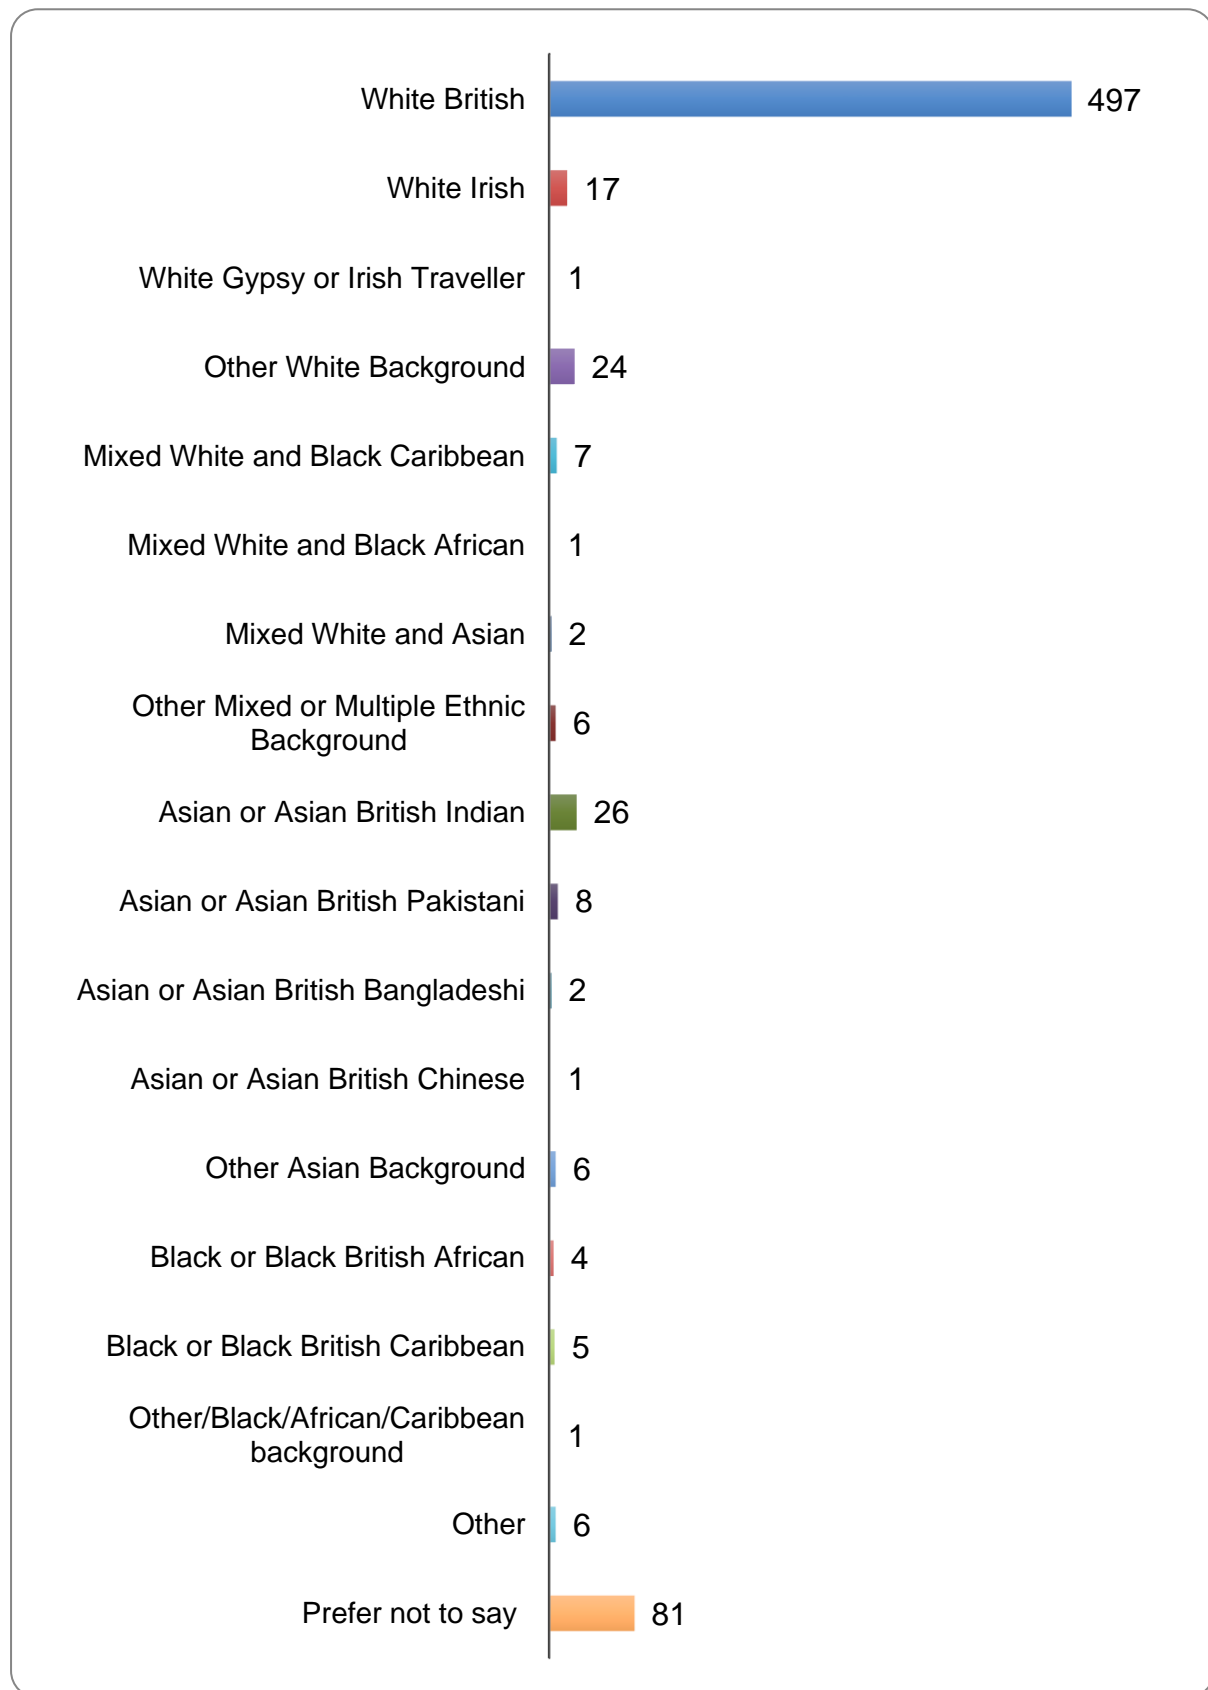 White British 497
White Irish 17
White Gypsy or Irish Traveller 1
Other White Background 24
Mixed White and Black Caribbean 7
Mixed White and Black African 1
Mixed White and Asian 2
Other Mixed or Multiple Ethnic
Background 6
Asian or Asian British Indian 26
Asian or Asian British Pakistani 8
Asian or Asian British Bangladeshi 2
Asian or Asian British Chinese 1
Other Asian Background 6
Black or Black British African 4
Black or Black British Caribbean 5
Other/Black/African/Caribbean
background 1
Other 6
Prefer not to say 81